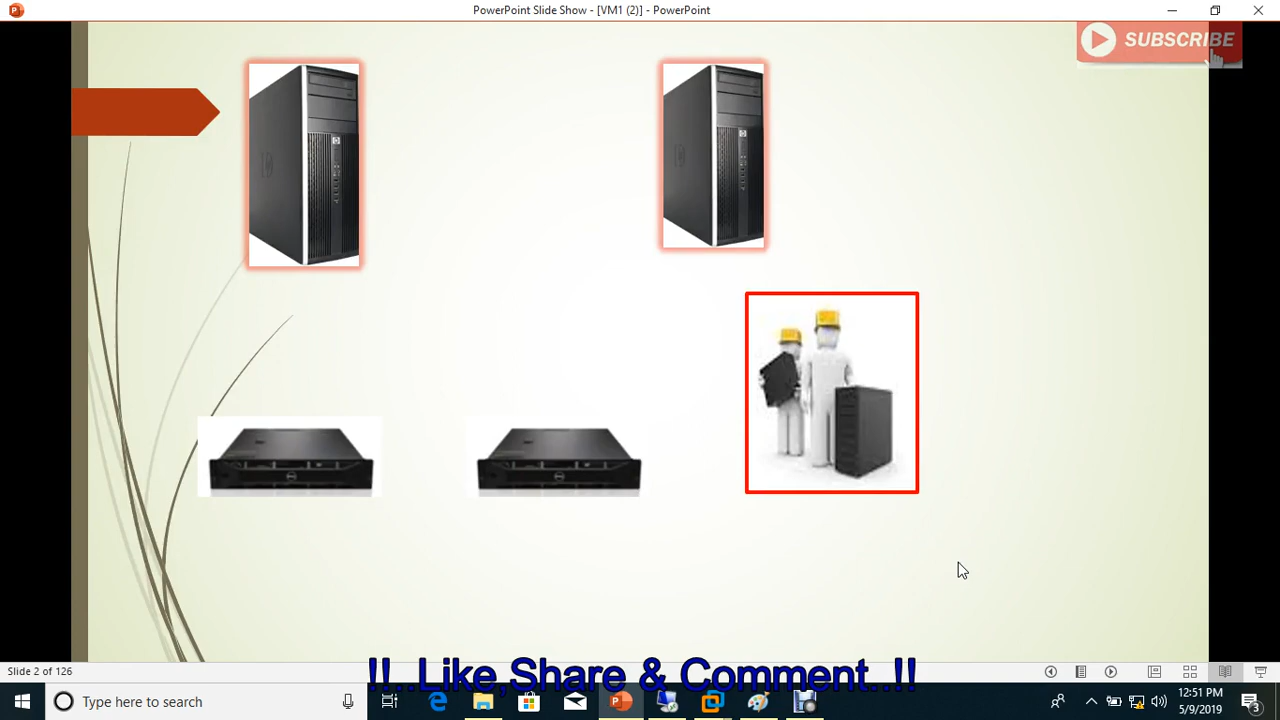 PowerPoint Slide Show - [VM1 (2)] - PowerPoint
SUBSCRIBE
Slide 2 of 126
!!..Like,Share & Comment..!!
Type here to search
12:51 PM
5/9/2019
3